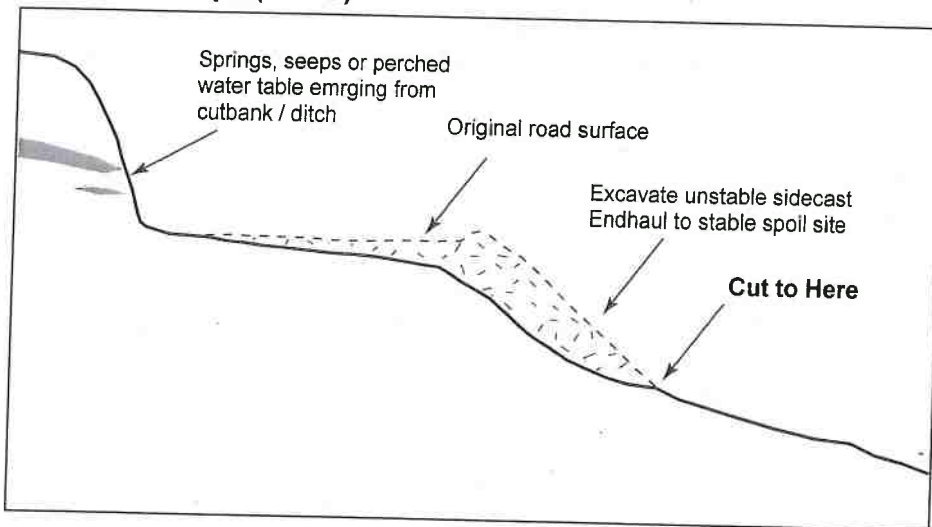 Springs, seeps or perched
water table emrging from
cutbank / ditch
Original road surface
Excavate unstable sidecast
Endhaul to stable spoil site
Cut to Here